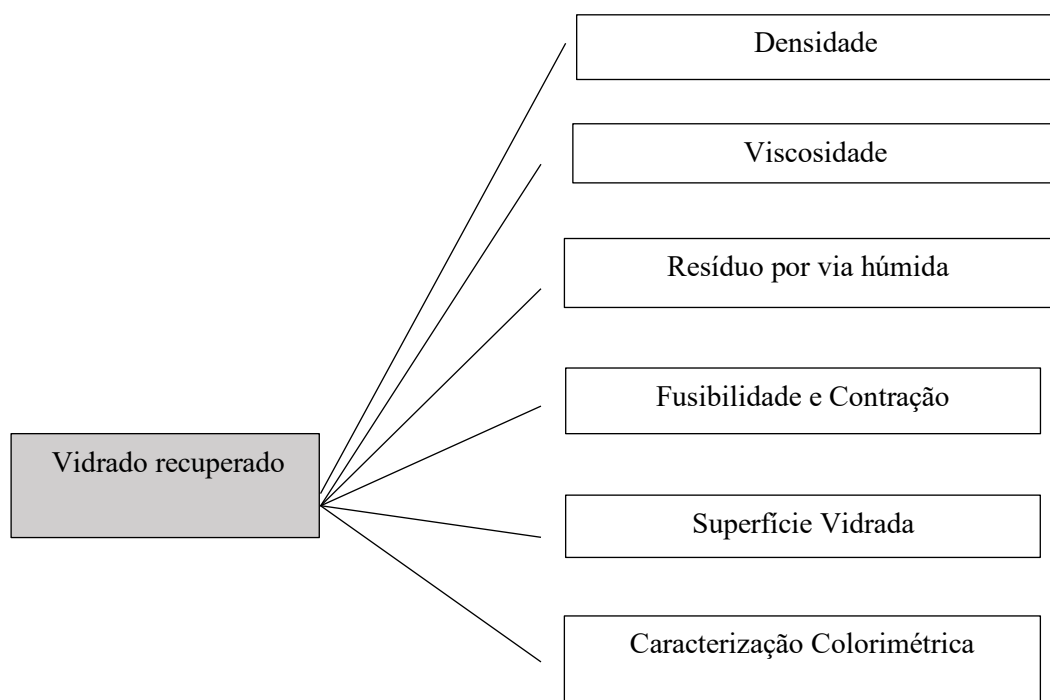 Densidade
Viscosidade
Resíduo por via húmida
Fusibilidade e Contração
Vidrado recuperado
Superfície Vidrada
Caracterização Colorimétrica